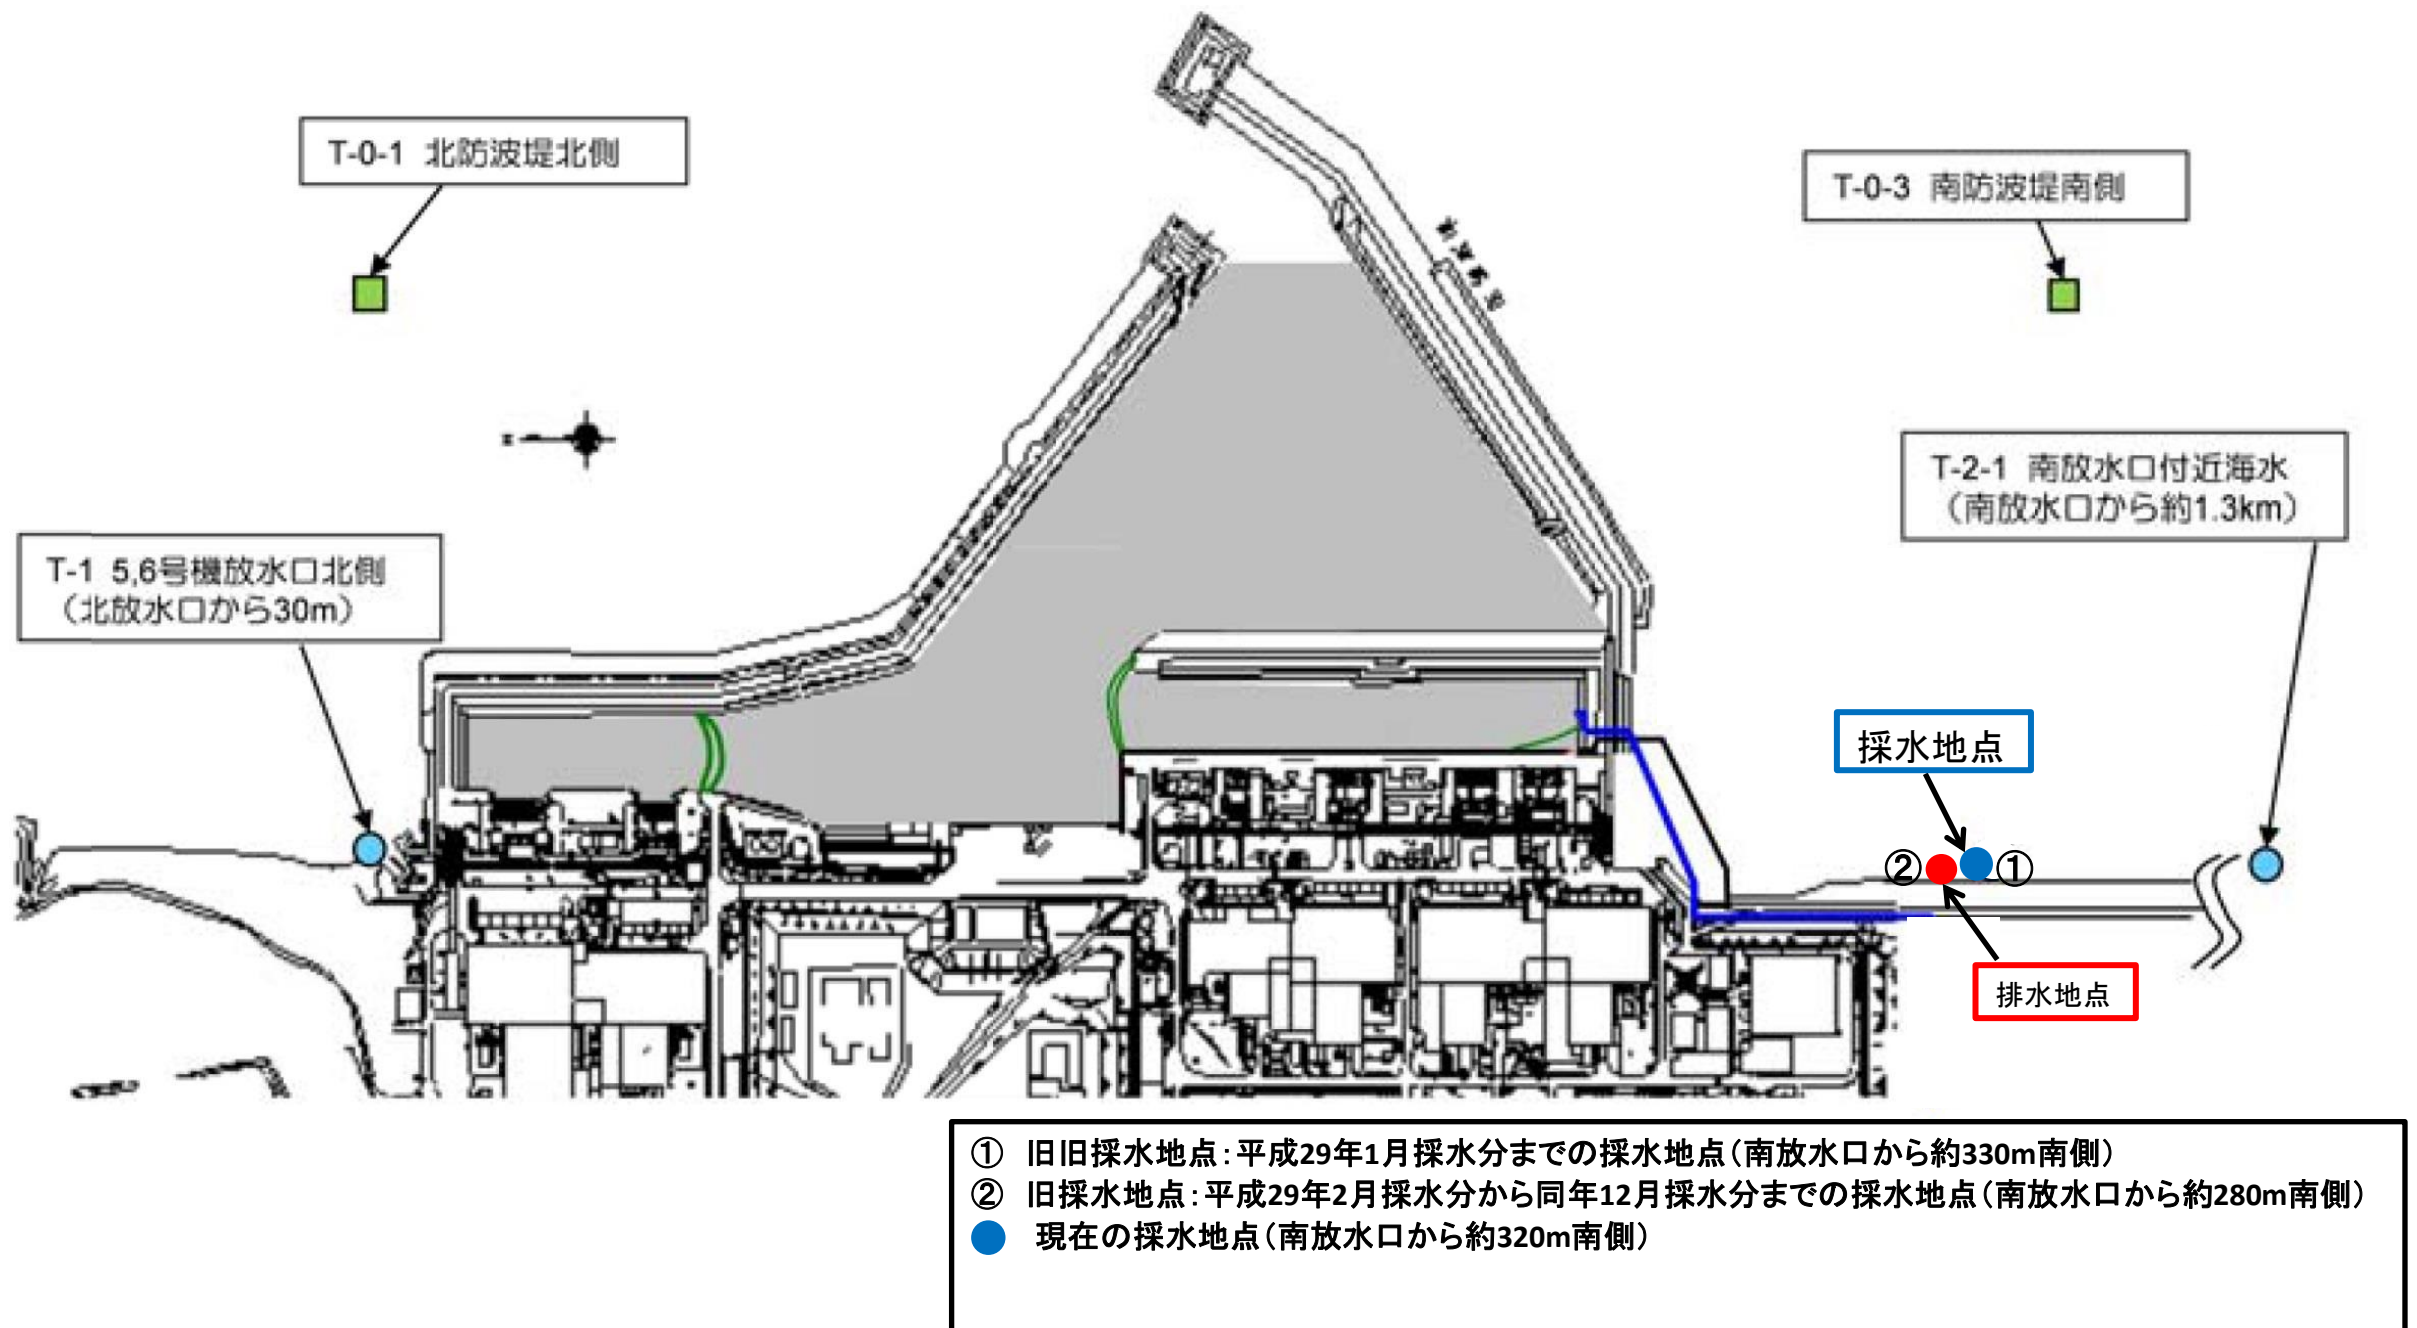 T-0-1 北防波堤北側
T-0-3 南防波堤南側
T-2-1 南放水口付近海水
（南放水口から約1.3km）
T-1 5,6号機放水口北側
（北放水口から30m）
採水地点
②
①
排水地点
① 旧旧採水地点：平成29年1月採水分までの採水地点（南放水口から約330m南側）
② 旧採水地点：平成29年2月採水分から同年12月採水分までの採水地点（南放水口から約280m南側）
現在の採水地点（南放水口から約320m南側）